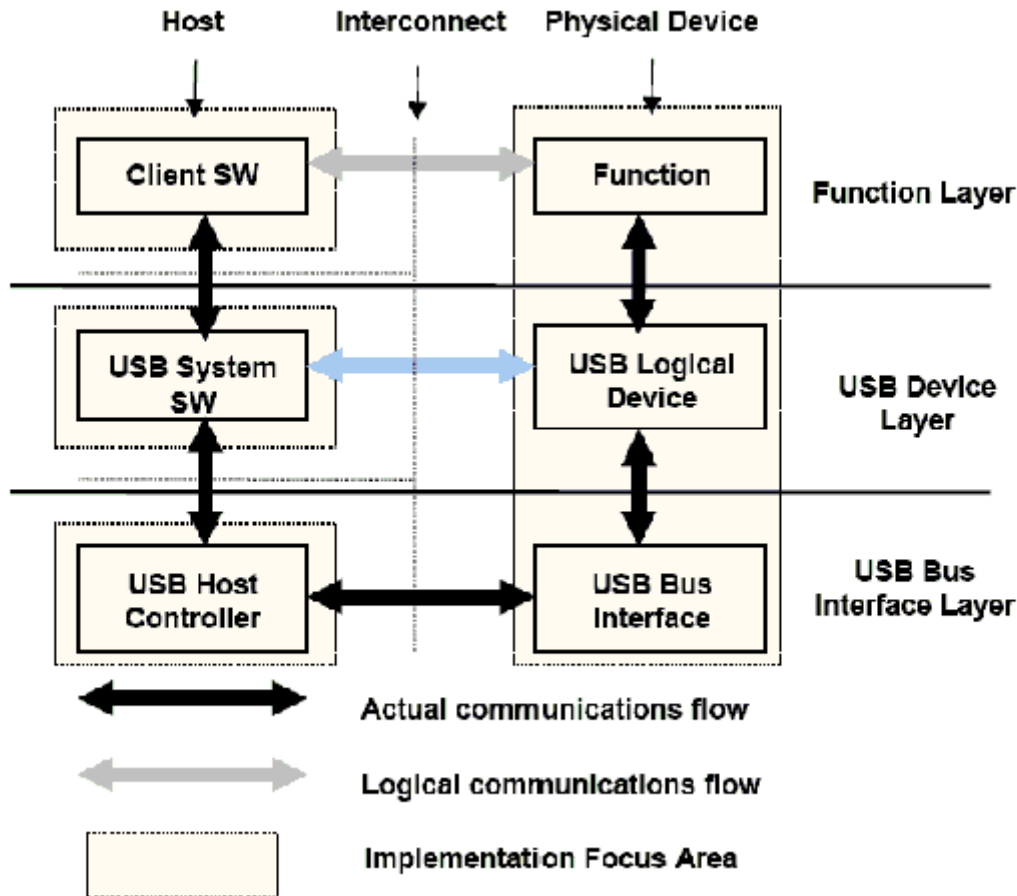 Host
Interconnect
Physical Device
Client SW
Function
Function Layer
USB System
SW
USB Logical
Device
USB Device
Layer
USB Host
Controller
USB Bus
Interface
USB Bus
Interface Layer
Actual communications flow
Logical communications flow
Implementation Focus Area